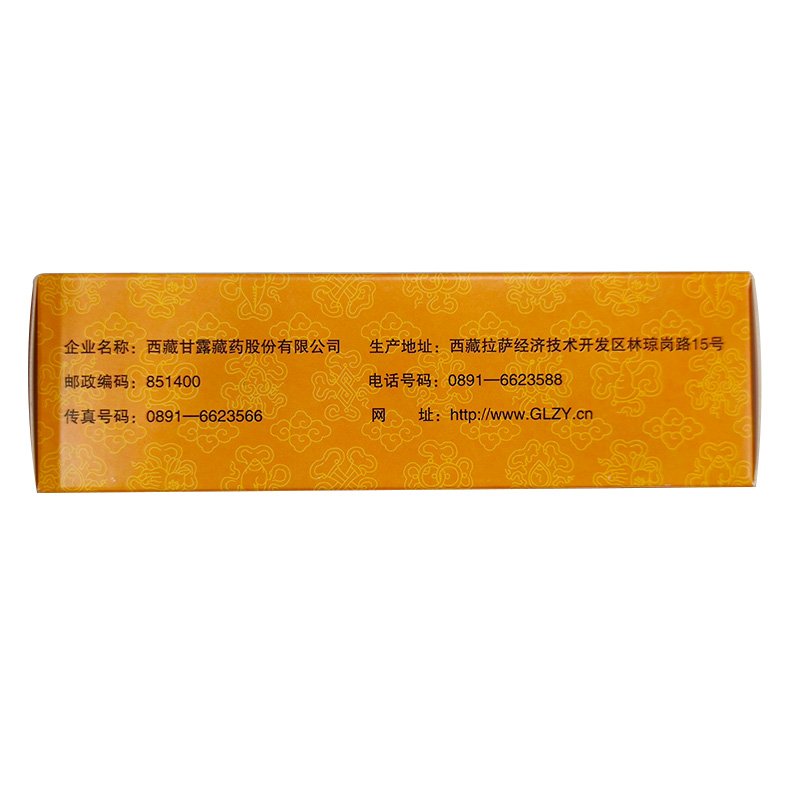 企业名称：西藏甘露藏药股份有限公司 生产地址：西藏拉萨经济技术开发区林琼岗路15号
邮政编码：851400 电话号码：0891—6623588
传真号码：0891—6623566 网 址：http://www.GLZY.cn